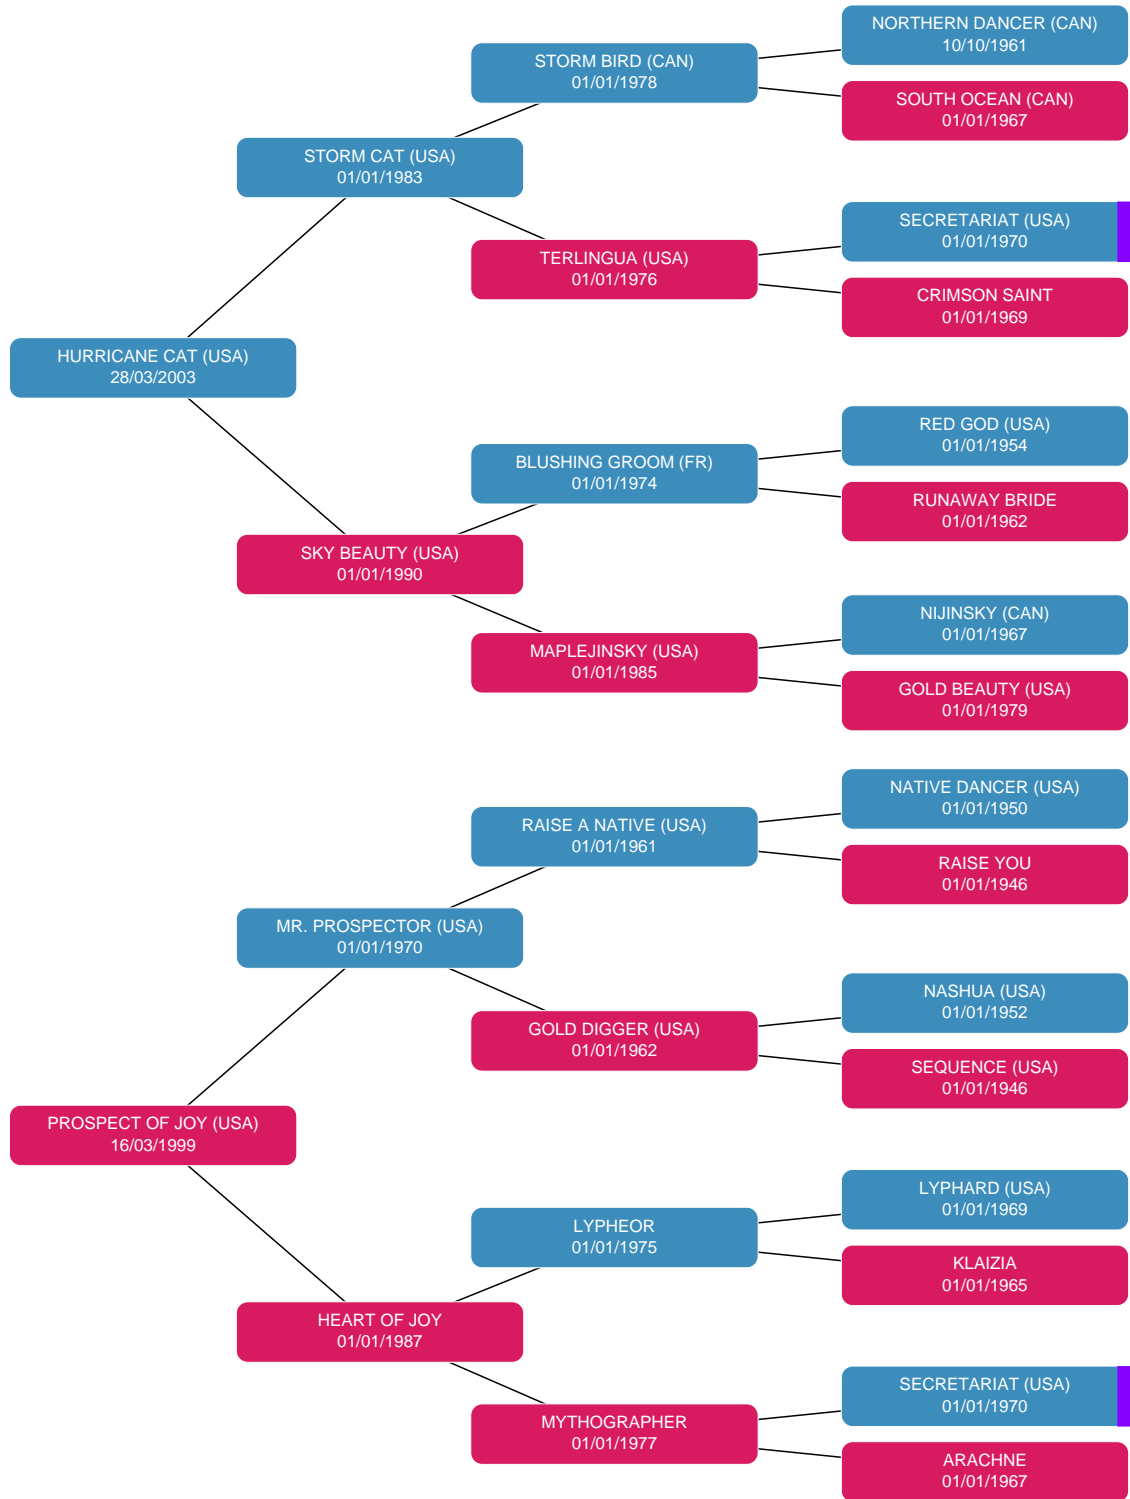 NORTHERN DANCER (CAN)
10/10/1961
STORM BIRD (CAN)
01/01/1978
SOUTH OCEAN (CAN)
01/01/1967
STORM CAT (USA)
01/01/1983
SECRETARIAT (USA)
01/01/1970
TERLINGUA (USA)
01/01/1976
CRIMSON SAINT
01/01/1969
HURRICANE CAT (USA)
28/03/2003
RED GOD (USA)
01/01/1954
BLUSHING GROOM (FR)
01/01/1974
RUNAWAY BRIDE
01/01/1962
SKY BEAUTY (USA)
01/01/1990
NIJINSKY (CAN)
01/01/1967
MAPLEJINSKY (USA)
01/01/1985
GOLD BEAUTY (USA)
01/01/1979
NATIVE DANCER (USA)
01/01/1950
RAISE A NATIVE (USA)
01/01/1961
RAISE YOU
01/01/1946
MR. PROSPECTOR (USA)
01/01/1970
NASHUA (USA)
01/01/1952
GOLD DIGGER (USA)
01/01/1962
SEQUENCE (USA)
01/01/1946
PROSPECT OF JOY (USA)
16/03/1999
LYPHARD (USA)
01/01/1969
LYPHEOR
01/01/1975
KLAIZIA
01/01/1965
HEART OF JOY
01/01/1987
SECRETARIAT (USA)
01/01/1970
MYTHOGRAPHER
01/01/1977
ARACHNE
01/01/1967